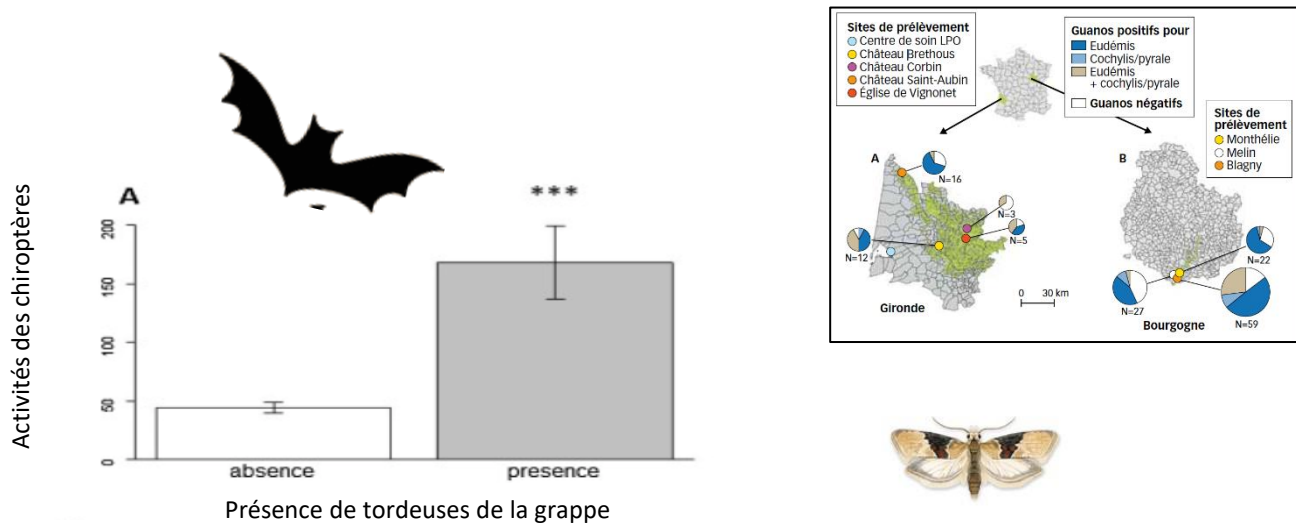 Activités des chiroptères
A
***
200
150
100
50
0
absence
presence
Présence de tordeuses de la grappe
Sites de prélèvement
Centre de soin LPO
Château Brethous
Château Corbin
Château Saint-Aubin
Église de Vignonet
Guanos positifs pour
Eudémis
Cochylis/pyrale
Eudémis
+ cochylis/pyrale
Guanos négatifs
Sites de
prélèvement
Monthélie
Melin
Blagny
A
N=16
N=3
N=5
N=12
Gironde
0 30 km
B
N=22
N=27
Bourgogne
N=59